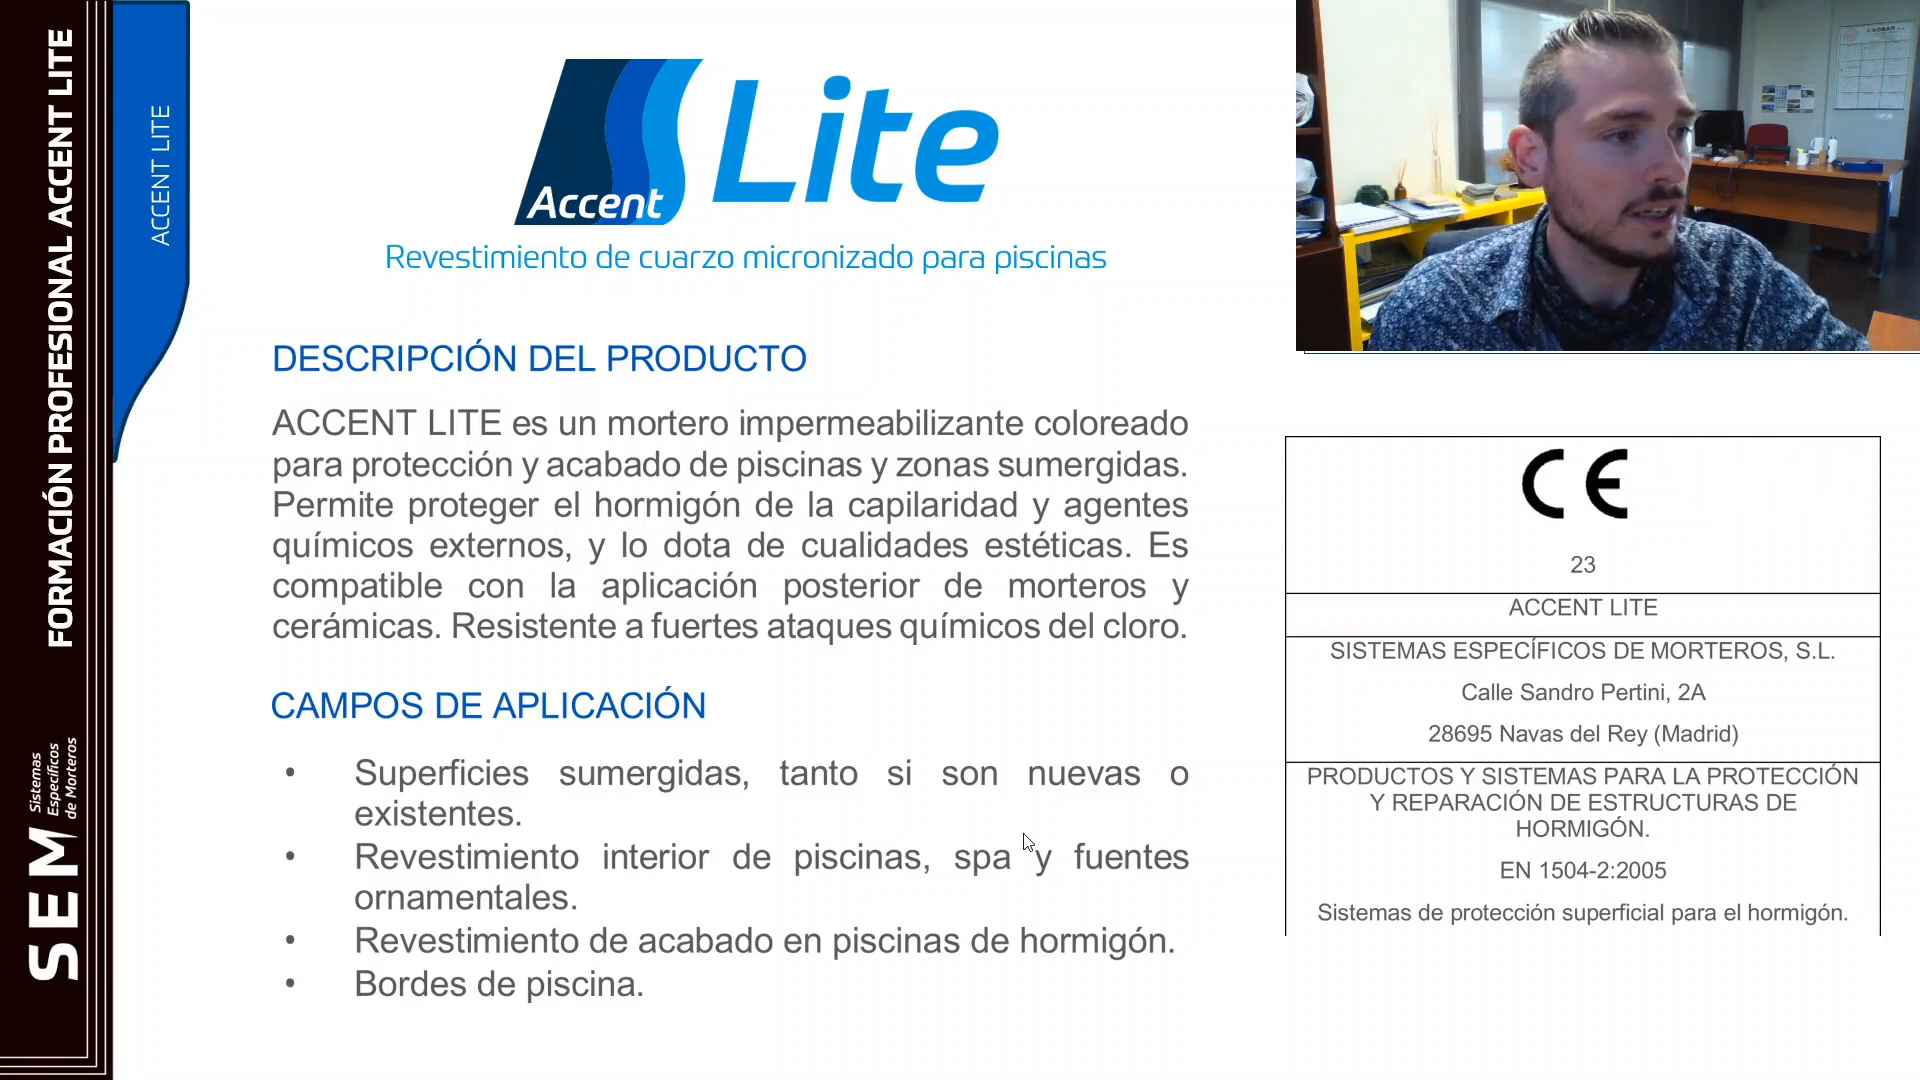 FORMACIÓN PROFESIONAL ACCENT LITE
SEM
Sistemas
Específicos
de Morteros
ACCENT LITE
Accent
Lite
Revestimiento de cuarzo micronizado para piscinas
DESCRIPCIÓN DEL PRODUCTO
ACCENT LITE es un mortero impermeabilizante coloreado
para protección y acabado de piscinas y zonas sumergidas.
Permite proteger el hormigón de la capilaridad y agentes
químicos externos, y lo dota de cualidades estéticas. Es
compatible con la aplicación posterior de morteros y
cerámicas. Resistente a fuertes ataques químicos del cloro.
CAMPOS DE APLICACIÓN
• Superficies sumergidas, tanto si son nuevas o
existentes.
• Revestimiento interior de piscinas, spa y fuentes
ornamentales.
• Revestimiento de acabado en piscinas de hormigón.
• Bordes de piscina.
CE
23
ACCENT LITE
SISTEMAS ESPECÍFICOS DE MORTEROS, S.L.
Calle Sandro Pertini, 2A
28695 Navas del Rey (Madrid)
PRODUCTOS Y SISTEMAS PARA LA PROTECCIÓN
Y REPARACIÓN DE ESTRUCTURAS DE
HORMIGÓN.
EN 1504-2:2005
Sistemas de protección superficial para el hormigón.